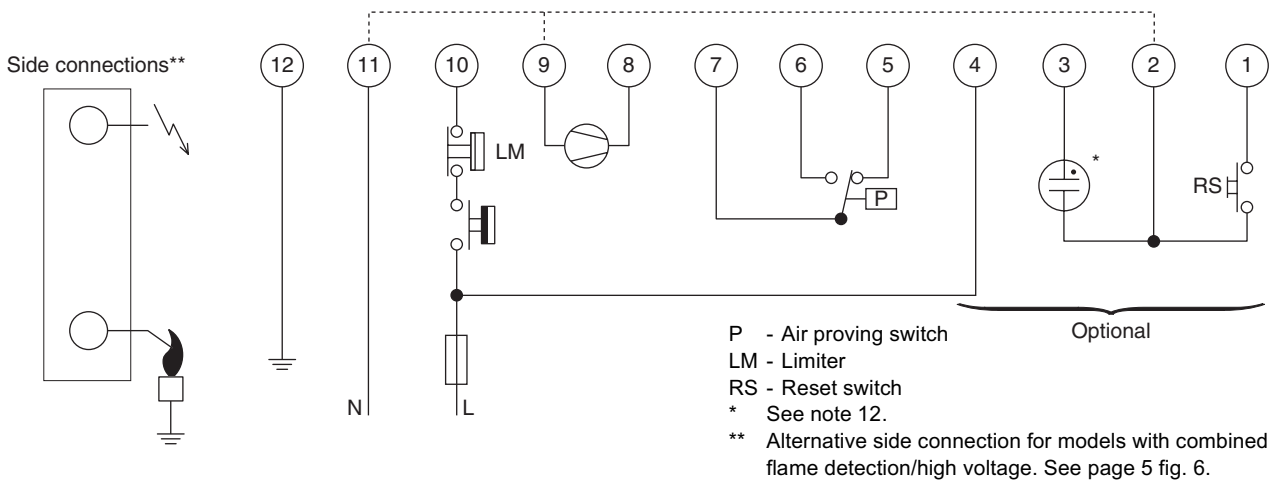 Side connections**
12 11 10 9 8 7 6 5 4 3 2 1
LM
*
RS
P
N
L
Optional
P - Air proving switch
LM - Limiter
RS - Reset switch
* See note 12.
** Alternative side connection for models with combined
flame detection/high voltage. See page 5 fig. 6.